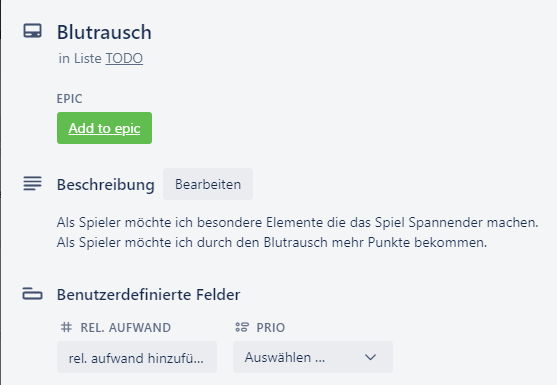 Blutrausch
in Liste TODO
EPIC
Add to epic
Beschreibung Bearbeiten
Als Spieler möchte ich besondere Elemente die das Spiel Spannender machen.
Als Spieler möchte ich durch den Blutrausch mehr Punkte bekommen.
Benutzerdefinierte Felder
REL. AUFWAND PRIO
rel. aufwand hinzufü... Auswählen ...